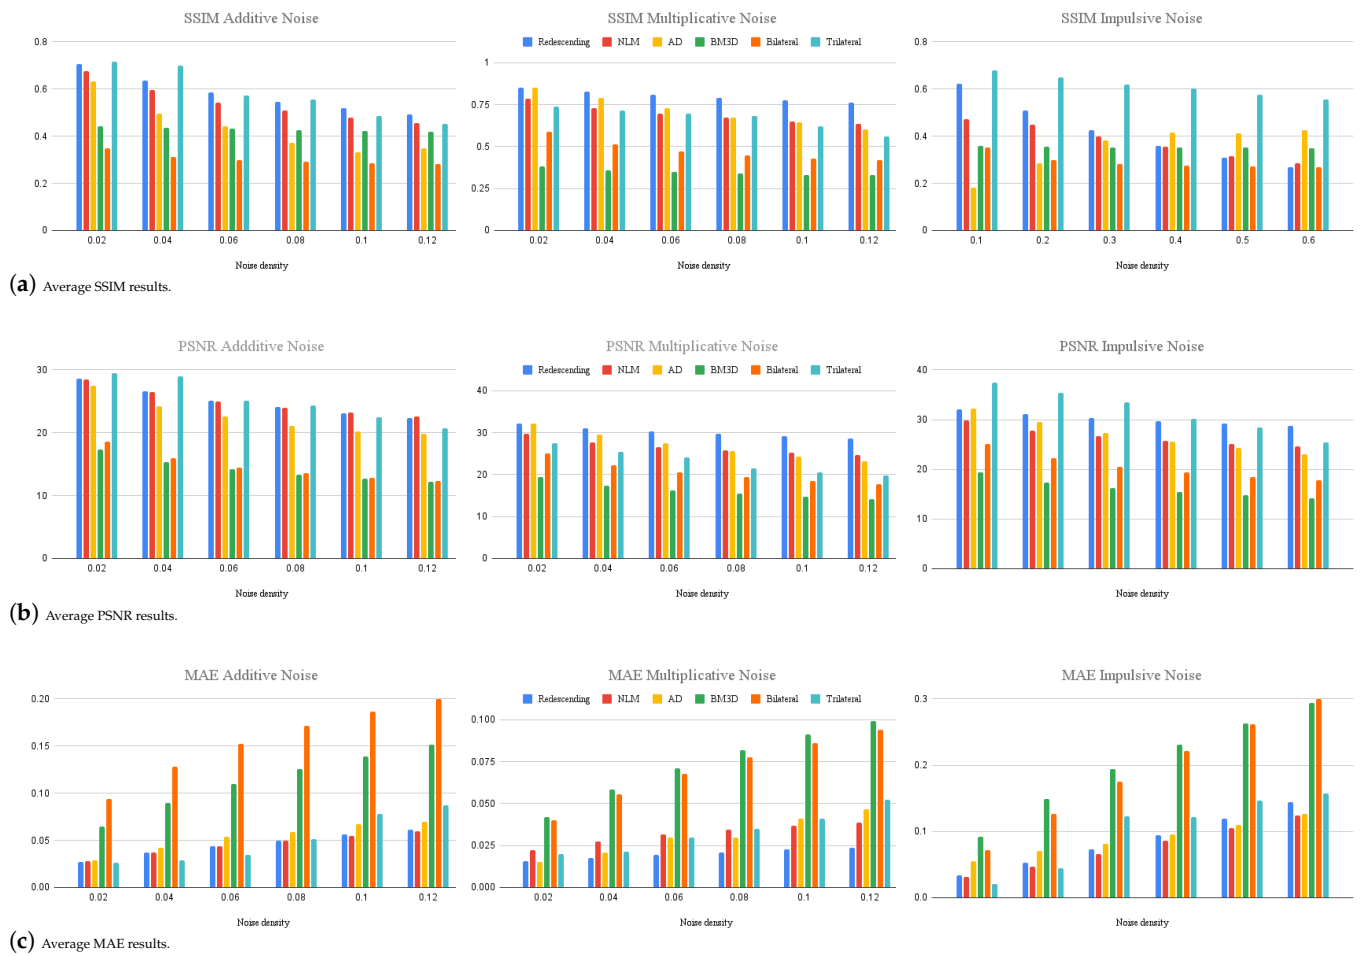 SSIM Additive Noise
0.8
0.6
0.4
0.2
0
0.02 0.04 0.06 0.08 0.1 0.12
Noise density
SSIM Multiplicative Noise
Redescending NLM AD BM3D Bilateral Trilateral
1
0.75
0.5
0.25
0
0.02 0.04 0.06 0.08 0.1 0.12
Noise density
SSIM Impulsive Noise
0.8
0.6
0.4
0.2
0
0.1 0.2 0.3 0.4 0.5 0.6
Noise density
(a) Average SSIM results.
PSNR Addditive Noise
30
20
10
0
0.02 0.04 0.06 0.08 0.1 0.12
Noise density
PSNR Multiplicative Noise
Redescending NLM AD BM3D Bilateral Trilateral
40
30
20
10
0
0.02 0.04 0.06 0.08 0.1 0.12
Noise density
PSNR Impulsive Noise
40
30
20
10
0
Noise density
(b) Average PSNR results.
MAE Additive Noise
0.20
0.15
0.10
0.05
0.00
0.02 0.04 0.06 0.08 0.1 0.12
Noise density
MAE Multiplicative Noise
Redescending NLM AD BM3D Bilateral Trilateral
0.100
0.075
0.050
0.025
0.000
0.02 0.04 0.06 0.08 0.1 0.12
Noise density
MAE Impulsive Noise
0.3
0.2
0.1
0.0
Noise density
(c) Average MAE results.